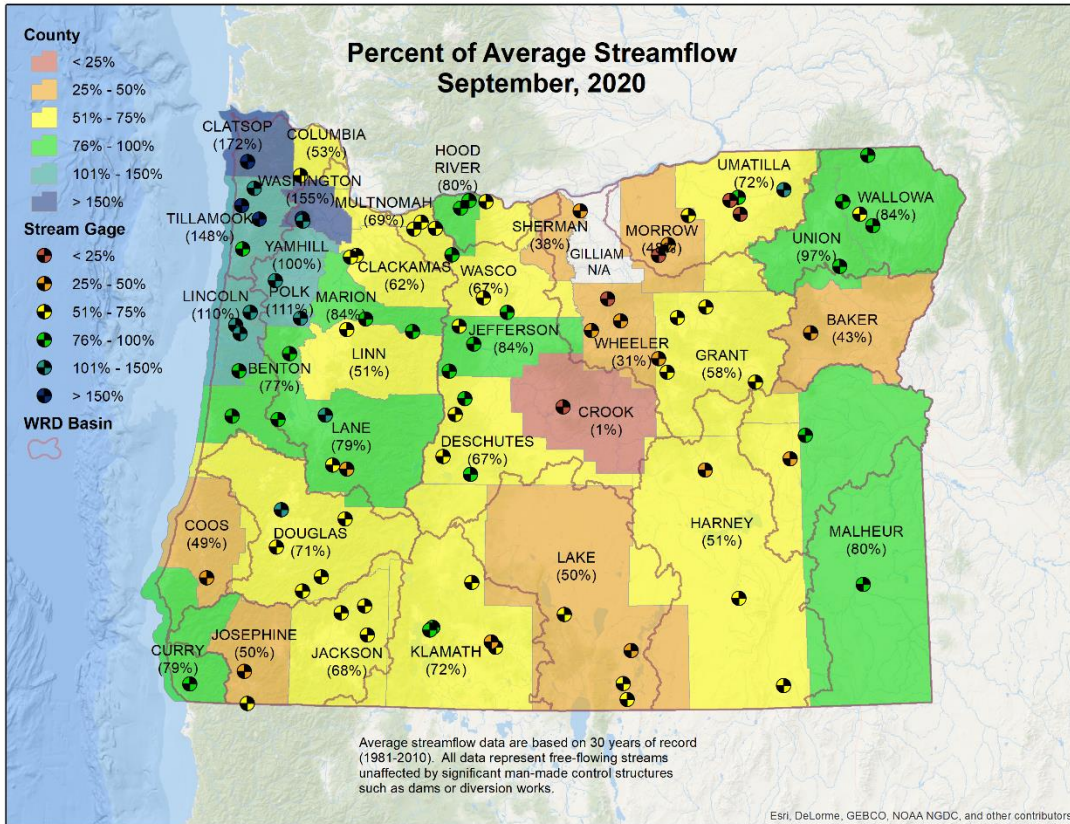 Percent of Average Streamflow
September, 2020
County
< 25%
25% - 50%
51% - 75%
76% - 100%
101% - 150%
> 150%
Stream Gage
< 25%
25% - 50%
51% - 75%
76% - 100%
101% - 150%
> 150%
WRD Basin
CLATSOP
(172%)
COLUMBIA
(53%)
HOOD
RIVER
(80%)
UMATILLA
(72%)
WALLOWA
(84%)
WASHINGTON
(155%)
MULTNOMAH
(69%)
TILLAMOOK
(148%)
SHERMAN
(38%)
MORROW
(48%)
UNION
(97%)
YAMHILL
(100%)
GILLIAM
N/A
CLACKAMAS
(62%)
WASCO
(67%)
LINCOLN
(110%)
POLK
(111%)
MARION
(84%)
JEFFERSON
(84%)
WHEELER
(31%)
BAKER
(43%)
LINN
(51%)
GRANT
(58%)
BENTON
(77%)
CROOK
(1%)
LANE
(79%)
DESCHUTES
(67%)
COOS
(49%)
DOUGLAS
(71%)
HARNEY
(51%)
MALHEUR
(80%)
LAKE
(50%)
CURRY
(79%)
JOSEPHINE
(50%)
JACKSON
(68%)
KLAMATH
(72%)
Average streamflow data are based on 30 years of record
(1981-2010).  All data represent free-flowing streams
unaffected by significant man-made control structures
such as dams or diversion works.
Esri, DeLorme, GEBCO, NOAA NGDC, and other contributors